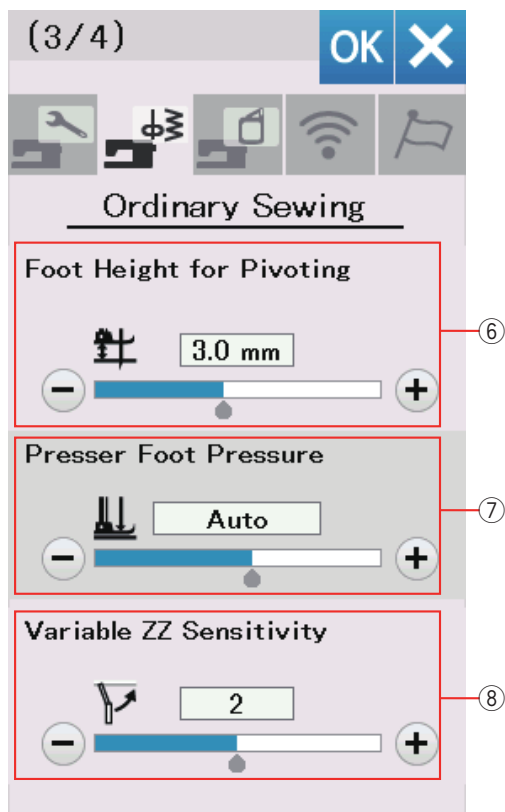 (3/4)
OK
Ordinary Sewing
Foot Height for Pivoting
3.0 mm
⑥
Presser Foot Pressure
Auto
⑦
Variable ZZ Sensitivity
2
⑧